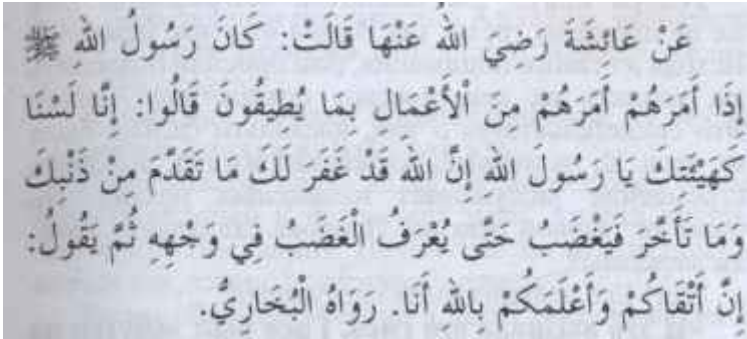 عَنْ عَائِشَةَ رَضِيَ اللهُ عَنْهَا قَالَتْ: كَانَ رَسُولُ اللهِ ﷺ
إِذَا أَمَرَهُمْ أَمَرَهُمْ مِنَ الْأَعْمَالِ بِمَا يُطِيقُونَ قَالُوا: إِنَّا لَسْنَا
كَهَيْئَتِكَ يَا رَسُولَ اللهِ إِنَّ اللهَ قَدْ غَفَرَ لَكَ مَا تَقَدَّمَ مِنْ ذَنْبِكَ
وَمَا تَأَخَّرَ فَيَغْضَبُ حَتَّى يُعْرَفُ الْغَضَبُ فِي وَجْهِهِ ثُمَّ يَقُولُ:
إِنَّ أَتْقَاكُمْ وَأَعْلَمَكُمْ بِاللهِ أَنَا. رَوَاهُ الْبُخَارِيُّ.